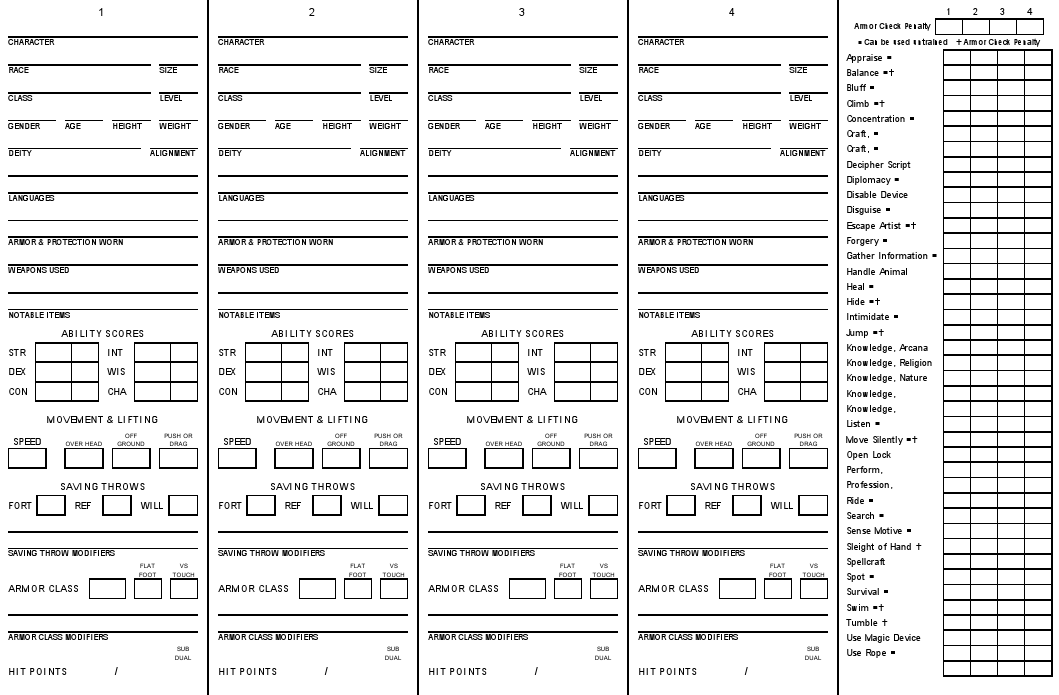 1
CHARACTER
RACE SIZE
CLASS LEVEL
GENDER AGE HEIGHT WEIGHT
DEITY ALIGNMENT
LANGUAGES
ARMOR & PROTECTION WORN
WEAPONS USED
NOTABLE ITEMS
ABILITY SCORES
STR INT
DEX WIS
CON CHA
MOVEMENT & LIFTING
SPEED OVER HEAD OFF GROUND PUSH OR DRAG
SAVING THROWS
FORT REF WILL
SAVING THROW MODIFIERS
ARMOR CLASS FLAT FOOT VS TOUCH
ARMOR CLASS MODIFIERS
SUB DUAL
HIT POINTS /
2
CHARACTER
RACE SIZE
CLASS LEVEL
GENDER AGE HEIGHT WEIGHT
DEITY ALIGNMENT
LANGUAGES
ARMOR & PROTECTION WORN
WEAPONS USED
NOTABLE ITEMS
ABILITY SCORES
STR INT
DEX WIS
CON CHA
MOVEMENT & LIFTING
SPEED OVER HEAD OFF GROUND PUSH OR DRAG
SAVING THROWS
FORT REF WILL
SAVING THROW MODIFIERS
ARMOR CLASS FLAT FOOT VS TOUCH
ARMOR CLASS MODIFIERS
SUB DUAL
HIT POINTS /
3
CHARACTER
RACE SIZE
CLASS LEVEL
GENDER AGE HEIGHT WEIGHT
DEITY ALIGNMENT
LANGUAGES
ARMOR & PROTECTION WORN
WEAPONS USED
NOTABLE ITEMS
ABILITY SCORES
STR INT
DEX WIS
CON CHA
MOVEMENT & LIFTING
SPEED OVER HEAD OFF GROUND PUSH OR DRAG
SAVING THROWS
FORT REF WILL
SAVING THROW MODIFIERS
ARMOR CLASS FLAT FOOT VS TOUCH
ARMOR CLASS MODIFIERS
SUB DUAL
HIT POINTS /
4
CHARACTER
RACE SIZE
CLASS LEVEL
GENDER AGE HEIGHT WEIGHT
DEITY ALIGNMENT
LANGUAGES
ARMOR & PROTECTION WORN
WEAPONS USED
NOTABLE ITEMS
ABILITY SCORES
STR INT
DEX WIS
CON CHA
MOVEMENT & LIFTING
SPEED OVER HEAD OFF GROUND PUSH OR DRAG
SAVING THROWS
FORT REF WILL
SAVING THROW MODIFIERS
ARMOR CLASS FLAT FOOT VS TOUCH
ARMOR CLASS MODIFIERS
SUB DUAL
HIT POINTS /
1 2 3 4
Armor Check Penalty
▪ Can be used untrained † Armor Check Penalty
Appraise ▪
Balance ▪†
Bluff ▪
Climb ▪†
Concentration ▪
Craft, ▪
Craft, ▪
Decipher Script
Diplomacy ▪
Disable Device
Disguise ▪
Escape Artist ▪†
Forgery ▪
Gather Information ▪
Handle Animal
Heal ▪
Hide ▪†
Intimidate ▪
Jump ▪†
Knowledge, Arcana
Knowledge, Religion
Knowledge, Nature
Knowledge,
Knowledge,
Listen ▪
Move Silently ▪†
Open Lock
Perform,
Profession,
Ride ▪
Search ▪
Sense Motive ▪
Sleight of Hand †
Spellcraft
Spot ▪
Survival ▪
Swim ▪†
Tumble †
Use Magic Device
Use Rope ▪